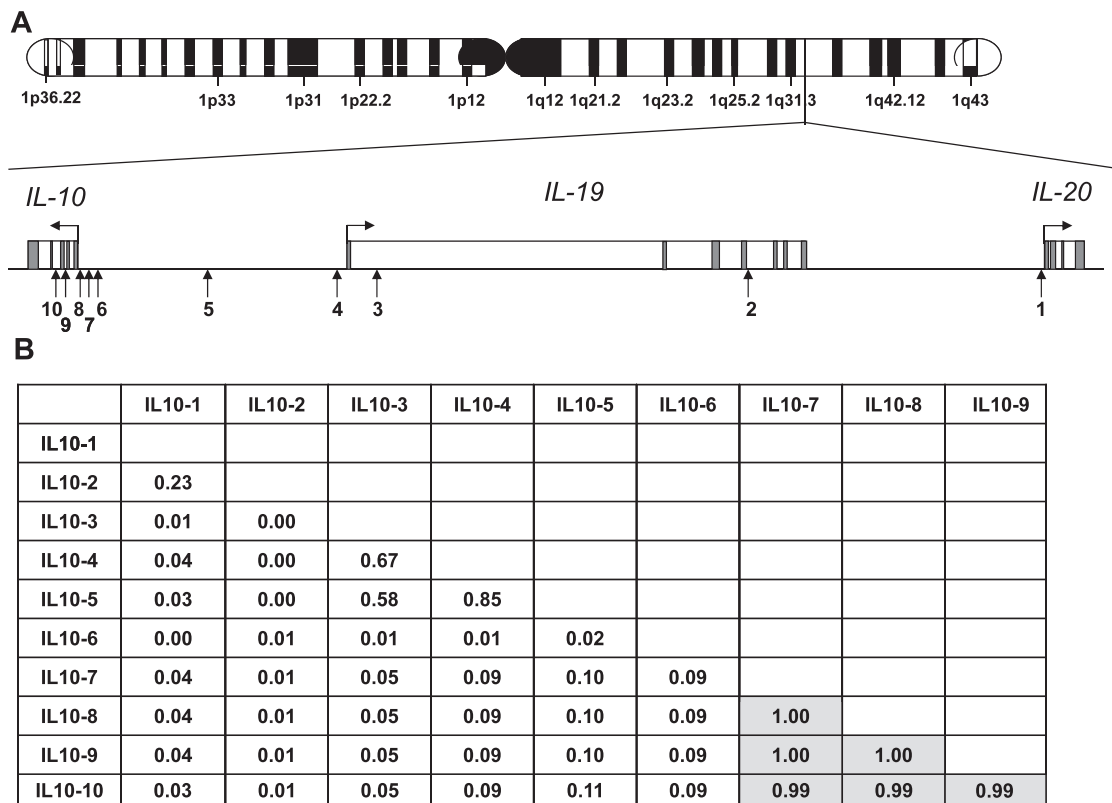 A
1p36.22 1p33 1p31 1p22.2 1p12 1q12 1q21.2 1q23.2 1q25.2 1q31.3 1q42.12 1q43
IL-10 IL-19 IL-20
10 9 8 7 6 5 4 3 2 1
B
IL10-1 IL10-2 IL10-3 IL10-4 IL10-5 IL10-6 IL10-7 IL10-8 IL10-9
IL10-1
IL10-2 0.23
IL10-3 0.01 0.00
IL10-4 0.04 0.00 0.67
IL10-5 0.03 0.00 0.58 0.85
IL10-6 0.00 0.01 0.01 0.01 0.02
IL10-7 0.04 0.01 0.05 0.09 0.10 0.09
IL10-8 0.04 0.01 0.05 0.09 0.10 0.09 1.00
IL10-9 0.04 0.01 0.05 0.09 0.10 0.09 1.00 1.00
IL10-10 0.03 0.01 0.05 0.09 0.11 0.09 0.99 0.99 0.99